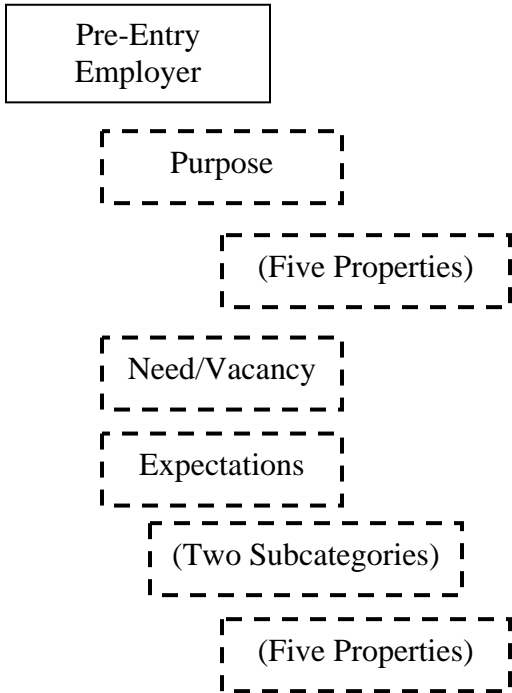 Pre-Entry
Employer
Purpose
(Five Properties)
Need/Vacancy
Expectations
(Two Subcategories)
(Five Properties)